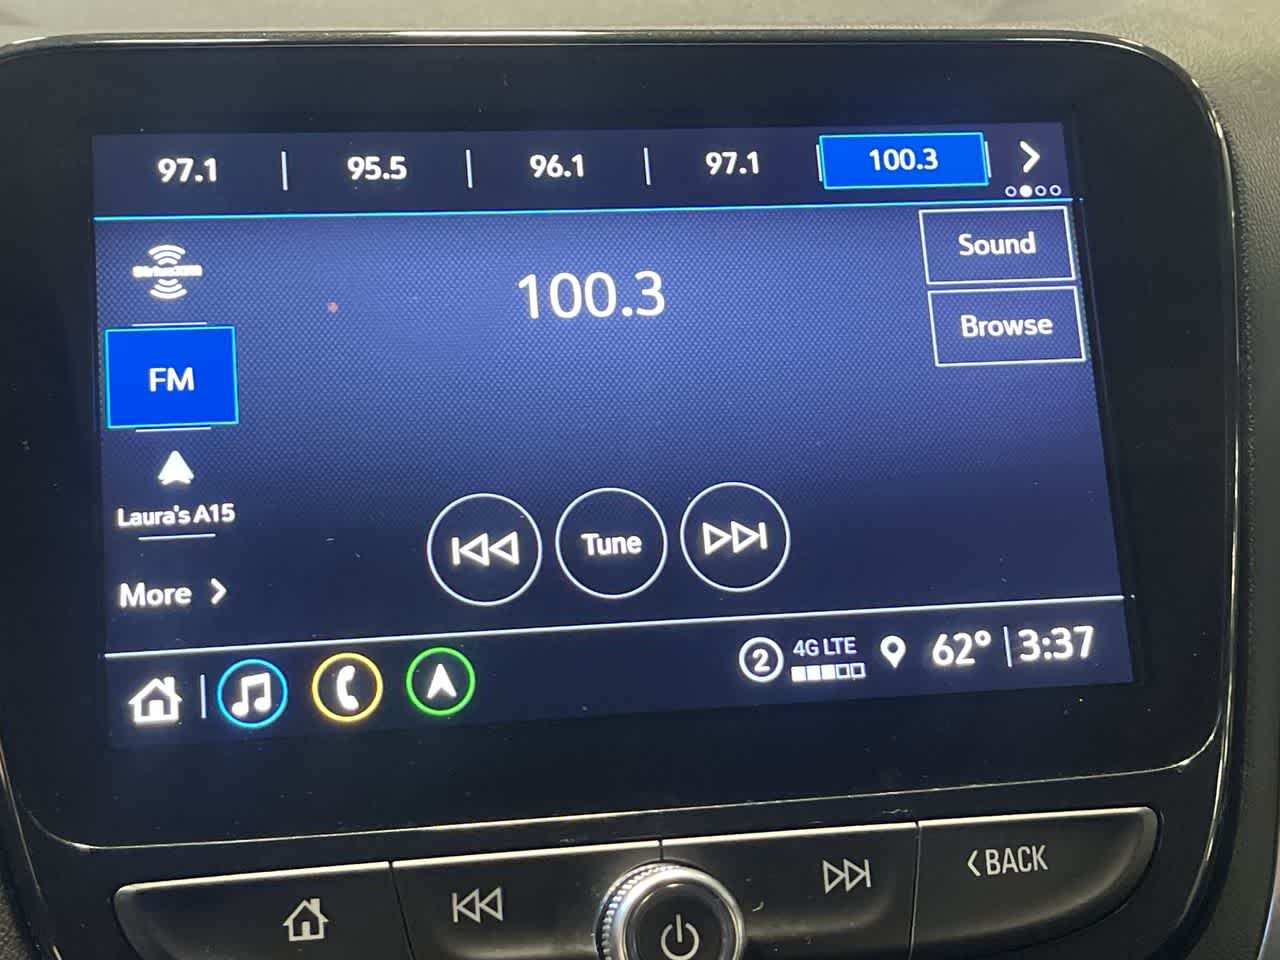 97.1 95.5 96.1 97.1 100.3
Sound
SiriusXM
100.3
Browse
FM
Laura's A15
Tune
More
2 4G LTE 62° 3:37
BACK